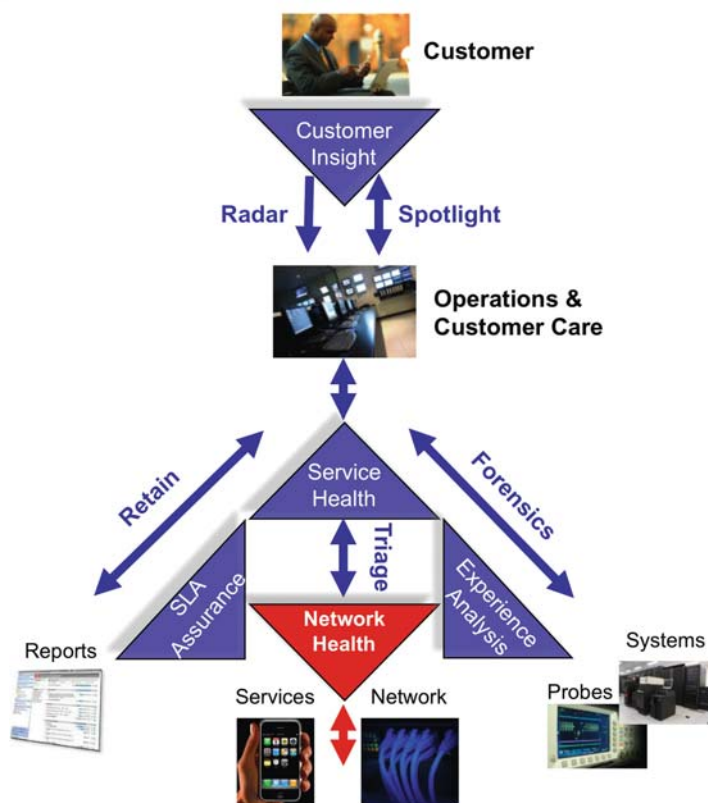 Customer
Customer
Insight
Radar
Spotlight
Operations &
Customer Care
Retain
Service
Health
Forensics
Triage
SLA
Assurance
Network
Health
Experience
Analysis
Reports
Services
Network
Systems
Probes